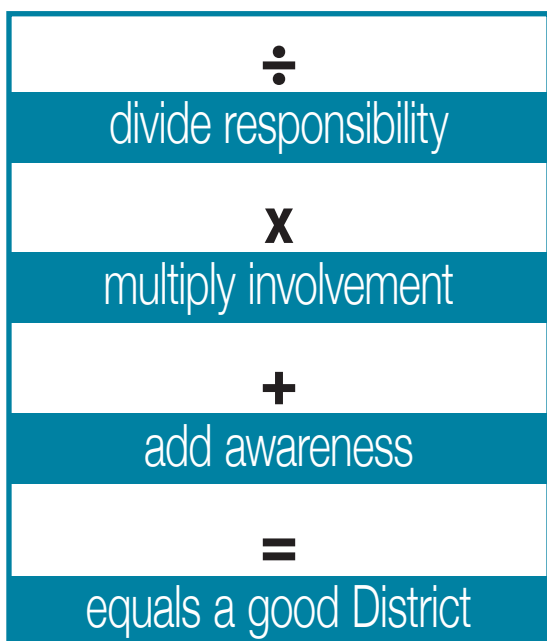 ÷
divide responsibility
x
multiply involvement
+
add awareness
=
equals a good District